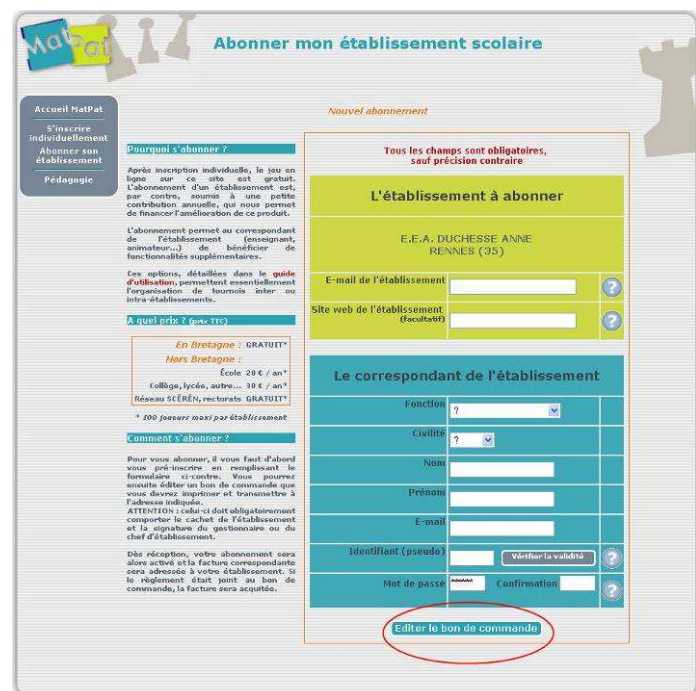 MatPat
Abonner mon établissement scolaire
Accueil MatPat
S'inscrire
individuellement
Abonner son
établissement
Pédagogie
Nouvel abonnement
Pourquoi s'abonner ?
Après inscription individuelle, le jeu en
ligne sur ce site est gratuit.
L'abonnement d'un établissement est,
par contre, soumis à une petite
contribution annuelle, qui nous permet
de financer l'amélioration de ce produit.
L'abonnement permet au correspondant
de l'établissement (enseignant,
animateur...) de bénéficier de
fonctionnalités supplémentaires.
Ces options, détaillées dans le guide
d'utilisation, permettent essentiellement
l'organisation de tournois inter ou
intra-établissements.
A quel prix ? (prix TTC)
En Bretagne : GRATUIT*
Hors Bretagne :
École 20 € / an*
Collège, lycée, autre... 30 € / an*
Réseau SCÉRÉN, rectorats GRATUIT*
* 300 joueurs maxi par établissement
Comment s'abonner ?
Pour vous abonner, il vous faut d'abord
vous pré-inscrire en remplissant le
formulaire ci-contre. Vous pourrez
ensuite éditer un bon de commande que
vous devrez imprimer et transmettre à
l'adresse indiquée.
ATTENTION : celui-ci doit obligatoirement
comporter le cachet de l'établissement
et la signature du gestionnaire ou du
chef d'établissement.
Dès réception, votre abonnement sera
alors activé et la facture correspondante
sera adressée à votre établissement. Si
le règlement était joint au bon de
commande, la facture sera acquitée.
Tous les champs sont obligatoires,
sauf précision contraire
L'établissement à abonner
E.E.A. DUCHESSE ANNE
RENNES (35)
E-mail de l'établissement
?
Site web de l'établissement
(facultatif)
?
Le correspondant de l'établissement
Fonction ?
Civilité ?
Nom
Prénom
E-mail
Identifiant (pseudo) Vérifier la validité ?
Mot de passe Confirmation ?
Editer le bon de commande